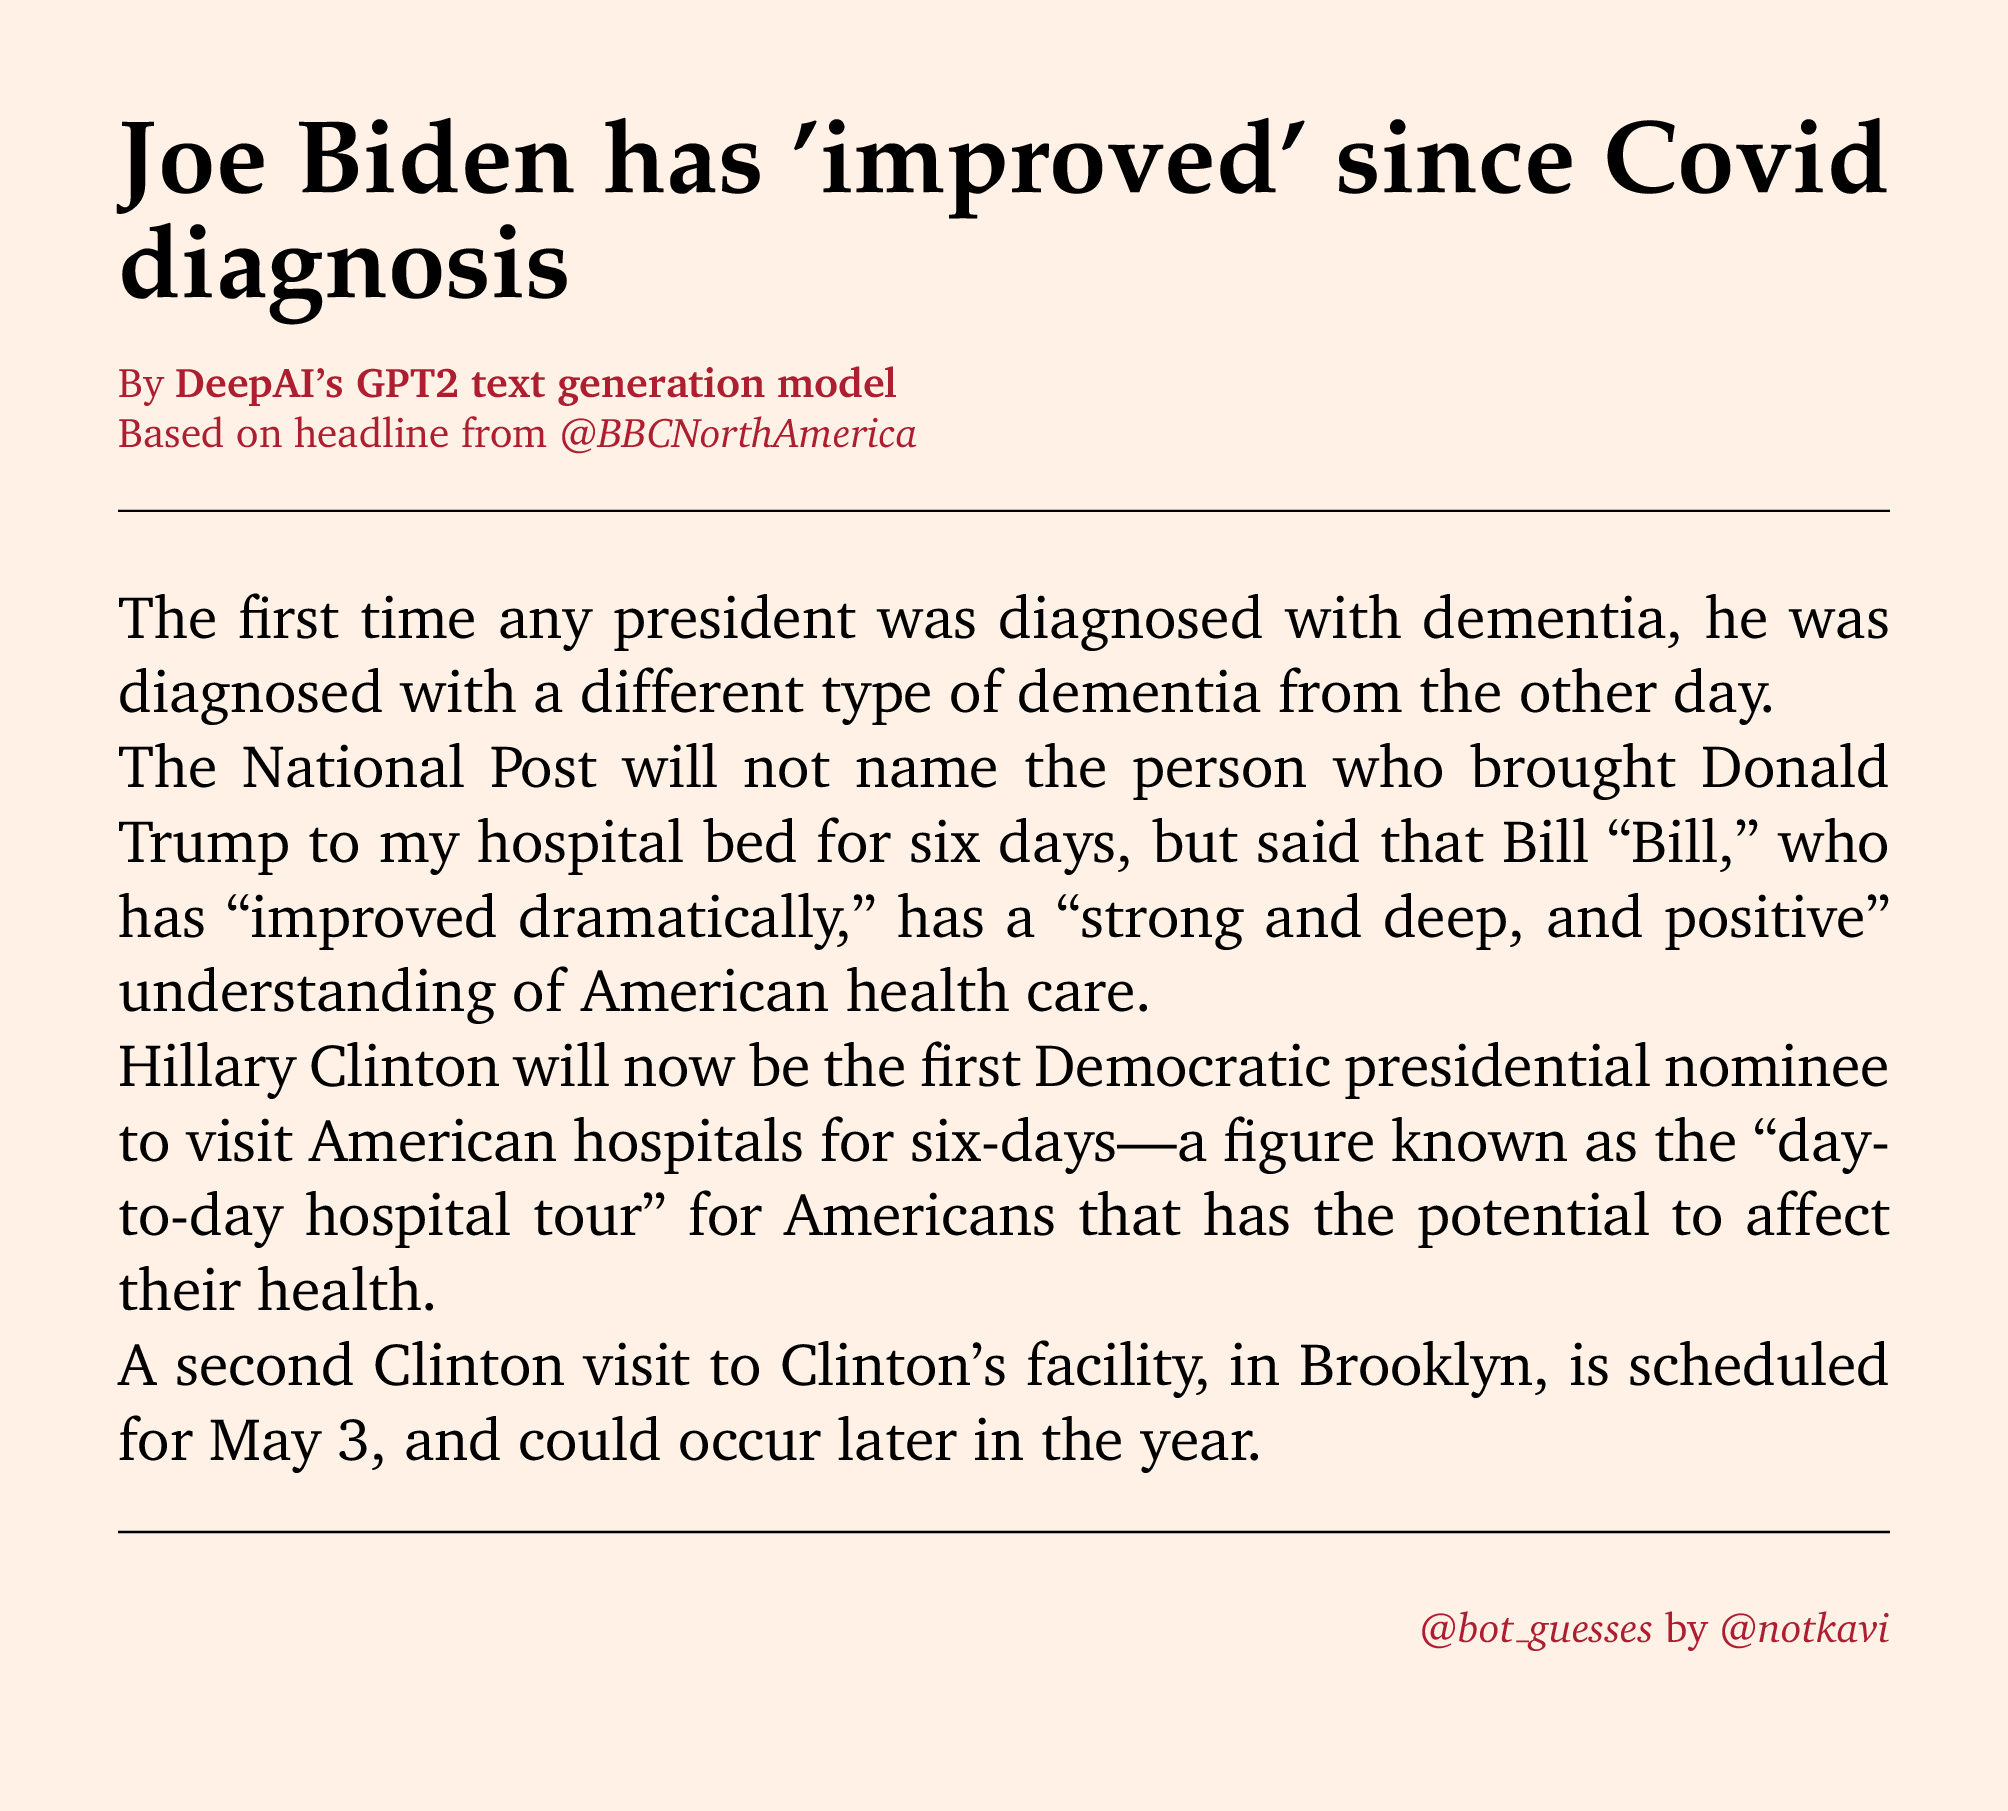 Joe Biden has ’improved’ since Covid
diagnosis
By DeepAI’s GPT2 text generation model
Based on headline from @BBCNorthAmerica
The first time any president was diagnosed with dementia, he was
diagnosed with a different type of dementia from the other day.
The National Post will not name the person who brought Donald
Trump to my hospital bed for six days, but said that Bill “Bill,” who
has “improved dramatically,” has a “strong and deep, and positive”
understanding of American health care.
Hillary Clinton will now be the first Democratic presidential nominee
to visit American hospitals for six-days—a figure known as the “day-
to-day hospital tour” for Americans that has the potential to affect
their health.
A second Clinton visit to Clinton’s facility, in Brooklyn, is scheduled
for May 3, and could occur later in the year.
@bot_guesses by @notkavi